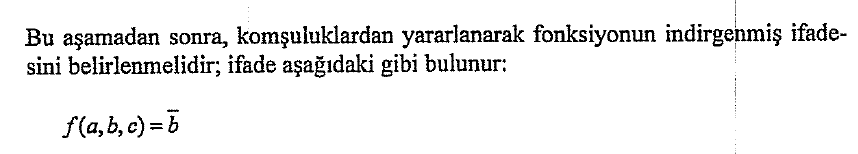 Bu aşamadan sonra, komşuluklardan yararlanarak fonksiyonun indirgenmiş ifade-
sini belirlenmelidir; ifade aşağıdaki gibi bulunur:
f(a,b,c)=b̅